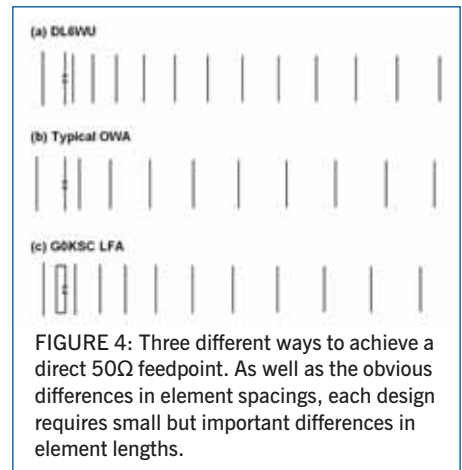 (a) DL6WU
(b) Typical OWA
(c) G0KSC LFA
FIGURE 4: Three different ways to achieve a
direct 50Ω feedpoint. As well as the obvious
differences in element spacings, each design
requires small but important differences in
element lengths.